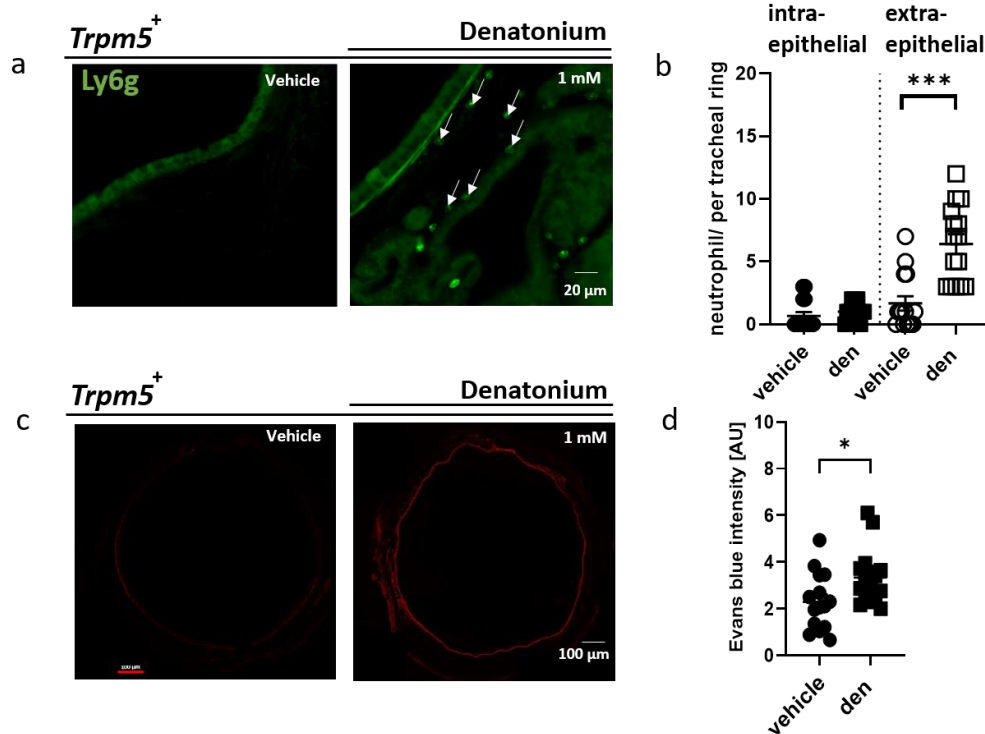 a
Trpm5+
Denatonium
Ly6g
Vehicle
1 mM
20 µm
b
intra-
epithelial
extra-
epithelial
***
neutrophil/ per tracheal ring
20
15
10
5
0
vehicle
den
vehicle
den
c
Trpm5+
Denatonium
Vehicle
1 mM
100 µm
100 µm
d
*
Evans blue intensity [AU]
10
8
6
4
2
0
vehicle
den